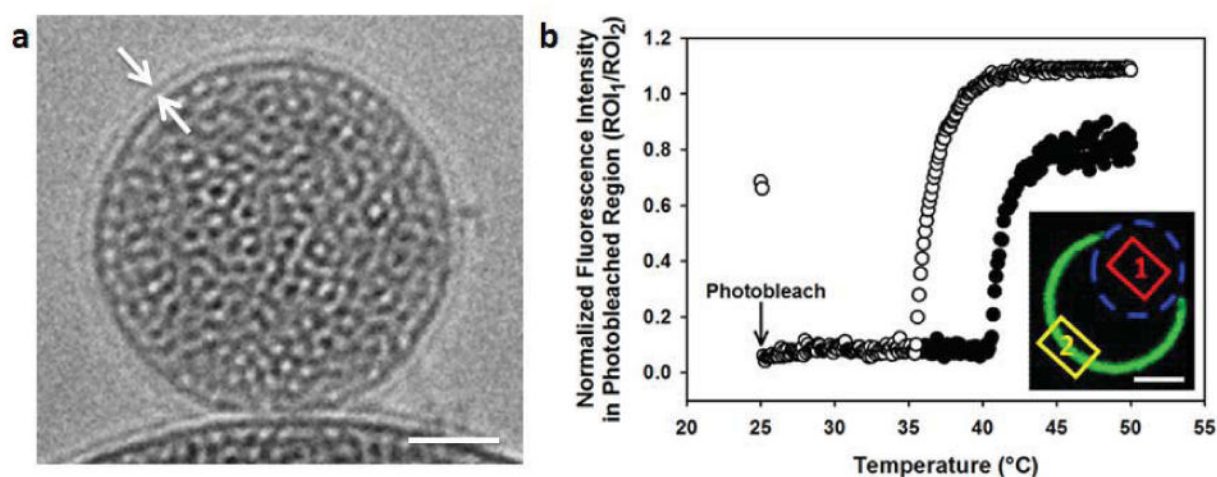 a
b
Normalized Fluorescence Intensity
in Photobleached Region (ROI₁/ROI₂)
1.2
1.0
0.8
0.6
0.4
0.2
0.0
Photobleach
1
2
20 25 30 35 40 45 50 55
Temperature (°C)